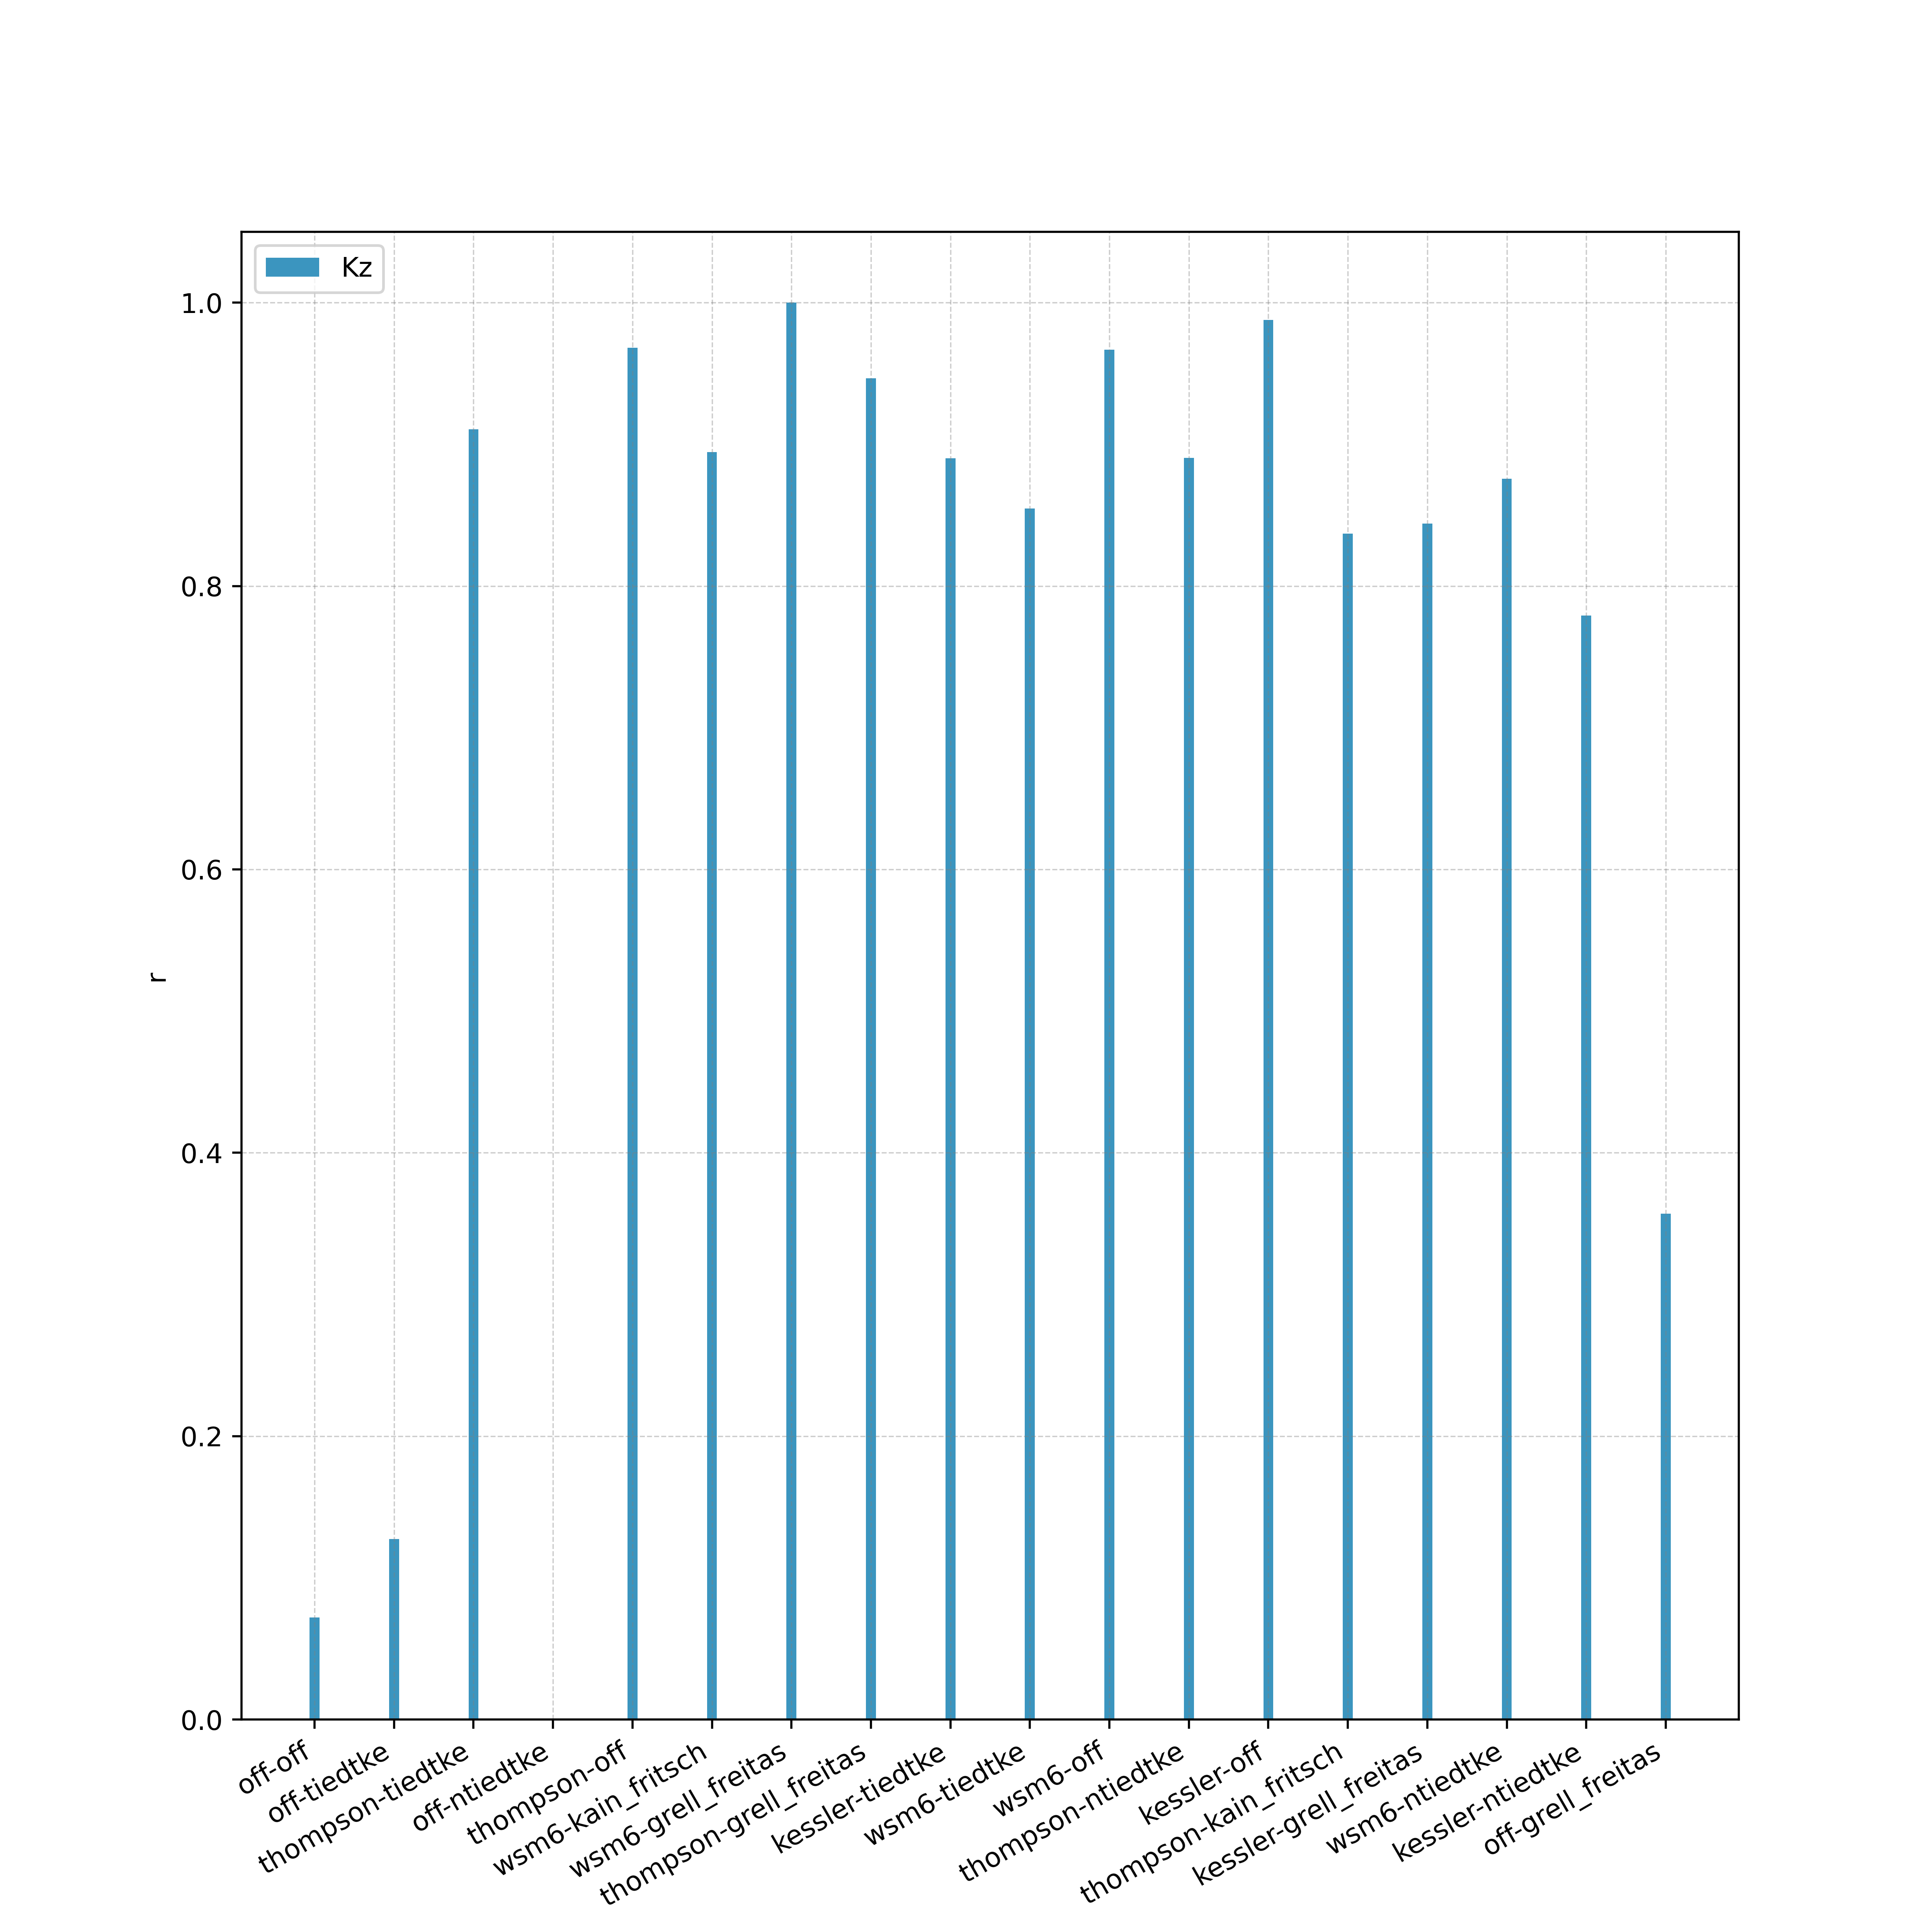 Kz
1.0
0.8
0.6
0.4
0.2
0.0
r
off-off
off-tiedtke
thompson-tiedtke
off-ntiedtke
thompson-off
wsm6-kain_fritsch
wsm6-grell_freitas
thompson-grell_freitas
kessler-tiedtke
wsm6-tiedtke
wsm6-off
thompson-ntiedtke
kessler-off
thompson-kain_fritsch
kessler-grell_freitas
wsm6-ntiedtke
kessler-ntiedtke
off-grell_freitas